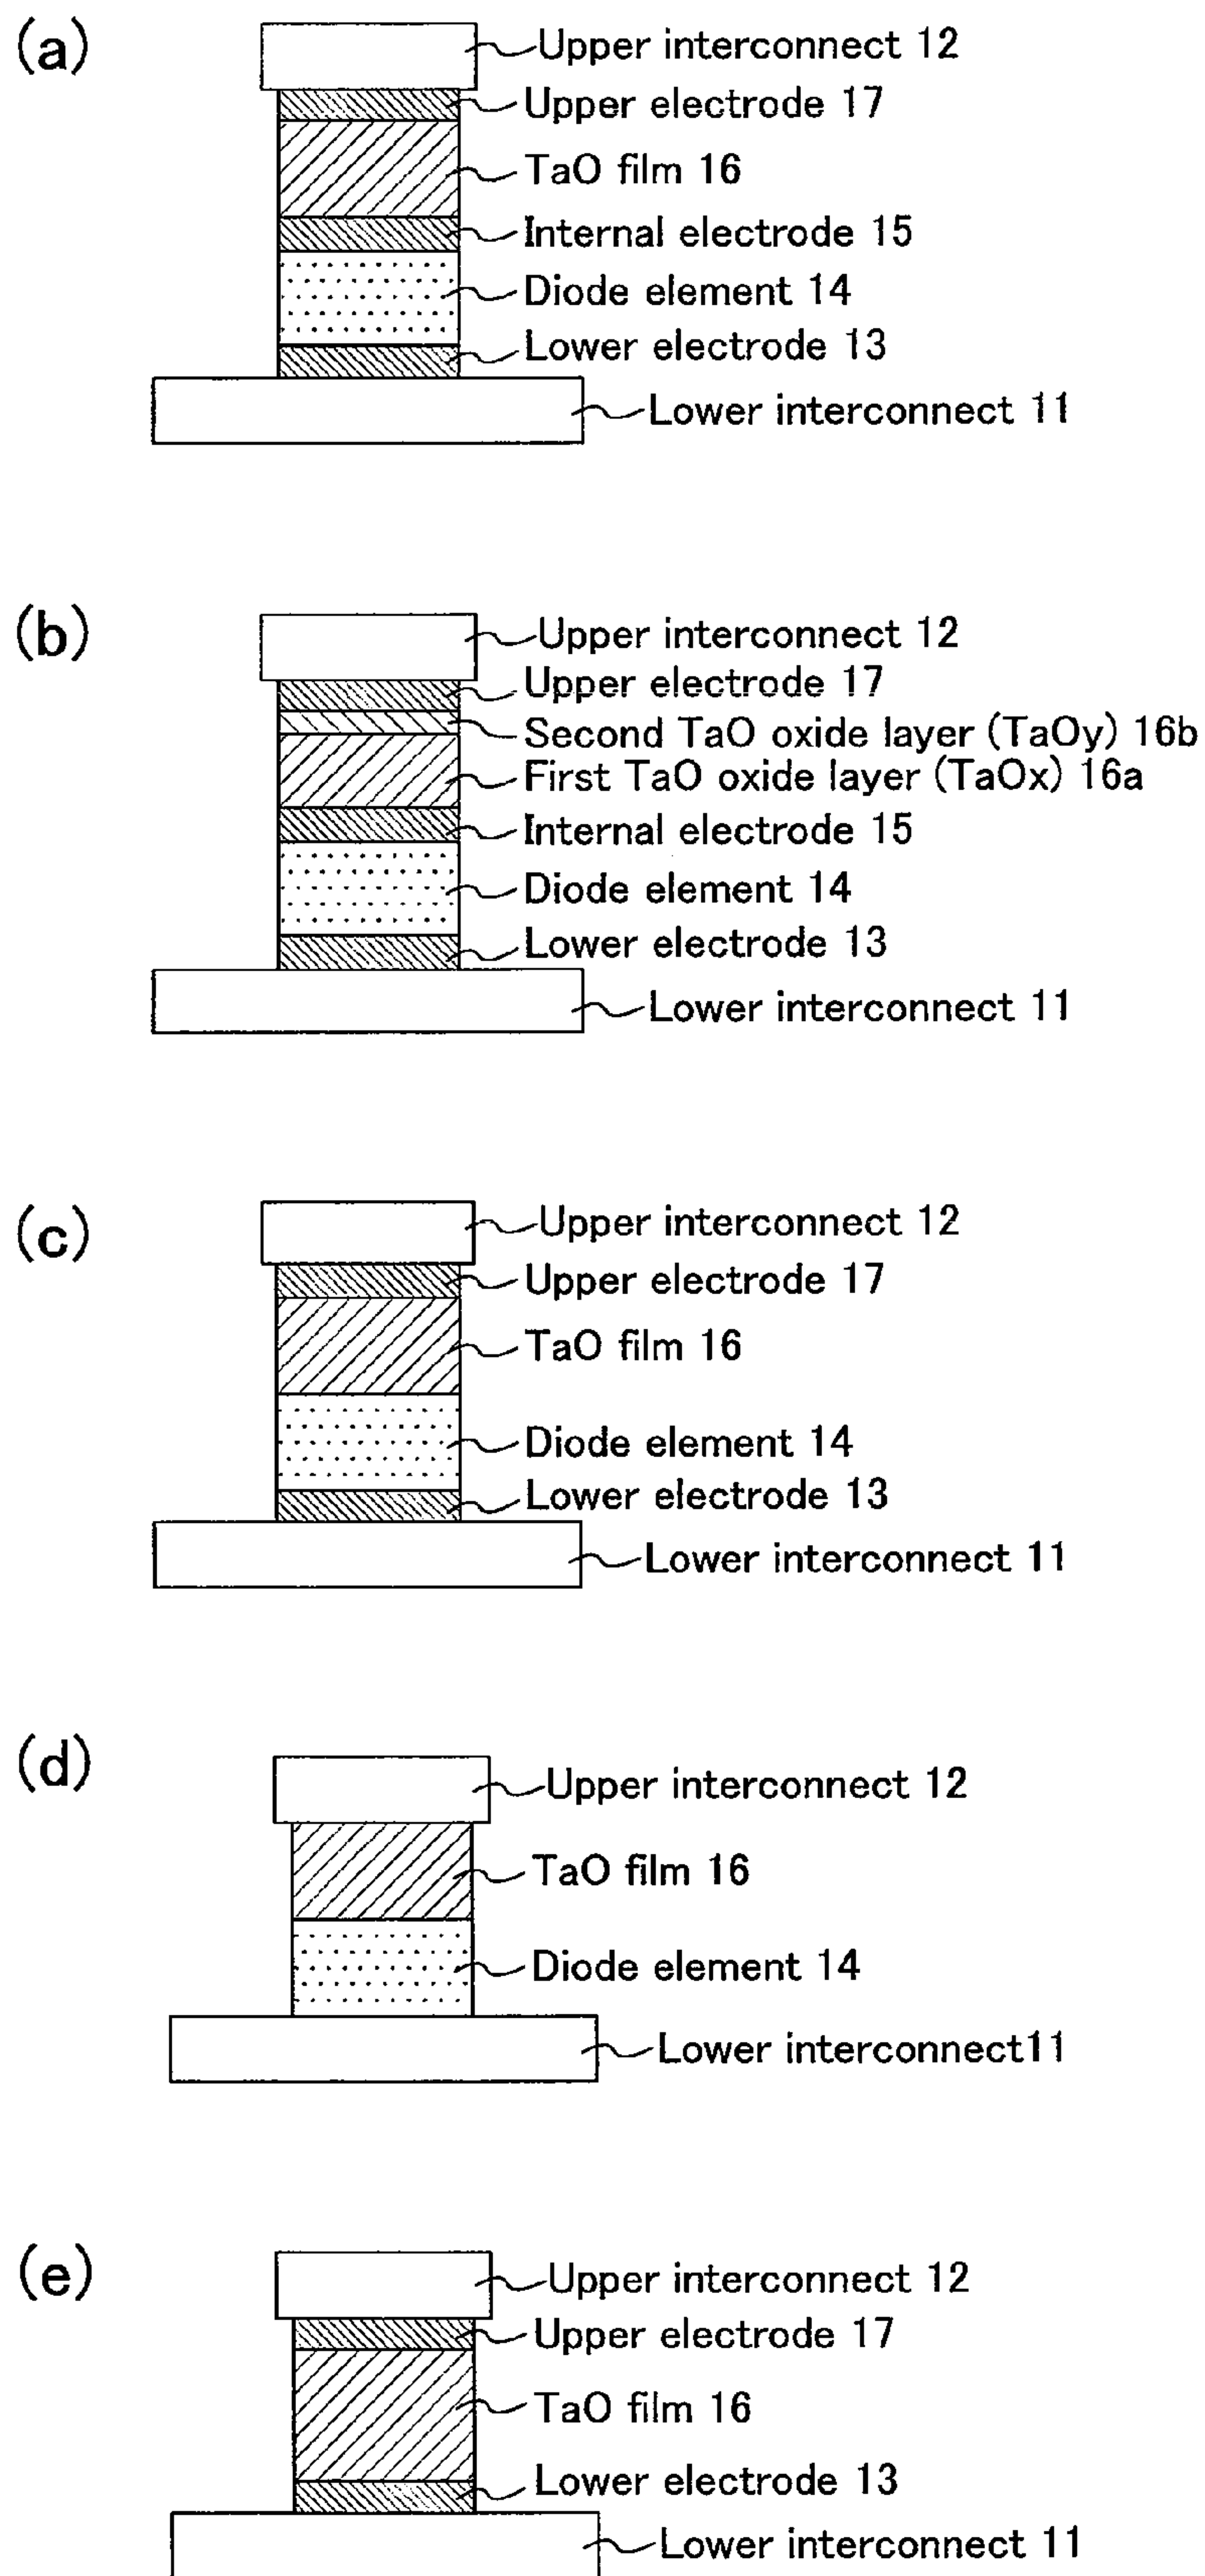 (a)
Upper interconnect 12
Upper electrode 17
TaO film 16
Internal electrode 15
Diode element 14
Lower electrode 13
Lower interconnect 11
(b)
Upper interconnect 12
Upper electrode 17
Second TaO oxide layer (TaOy) 16b
First TaO oxide layer (TaOx) 16a
Internal electrode 15
Diode element 14
Lower electrode 13
Lower interconnect 11
(c)
Upper interconnect 12
Upper electrode 17
TaO film 16
Diode element 14
Lower electrode 13
Lower interconnect 11
(d)
Upper interconnect 12
TaO film 16
Diode element 14
Lower interconnect11
(e)
Upper interconnect 12
Upper electrode 17
TaO film 16
Lower electrode 13
Lower interconnect 11